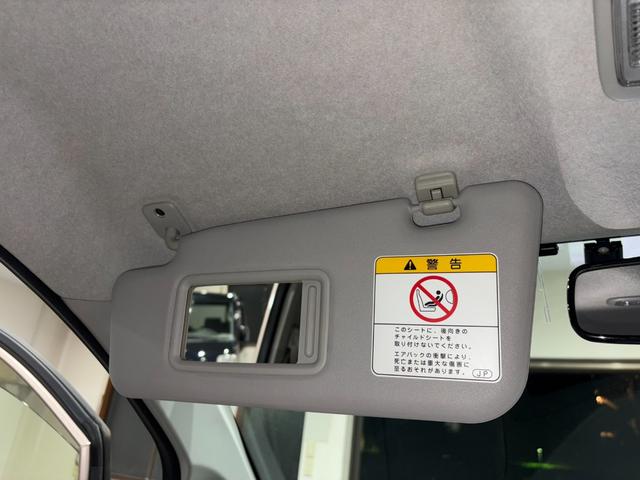 警告
このシートに、後向きの
チャイルドシートを
取り付けないでください。
エアバッグの衝撃により、
死亡または重大な傷害に
至るおそれがあります。
JP